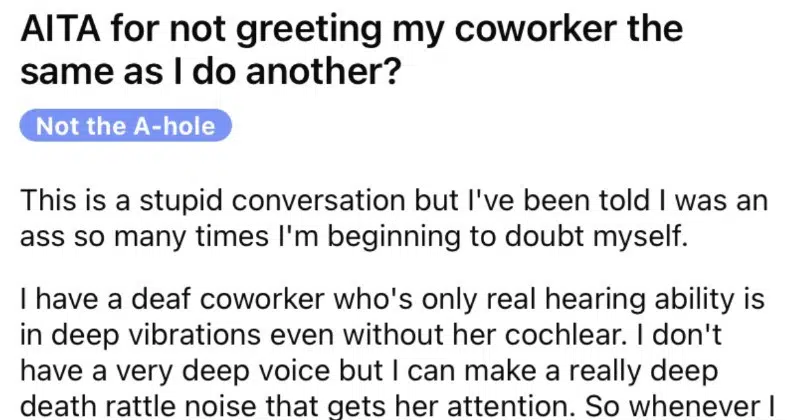 AITA for not greeting my coworker the
same as I do another?
Not the A-hole
This is a stupid conversation but I've been told I was an
ass so many times I'm beginning to doubt myself.
I have a deaf coworker who's only real hearing ability is
in deep vibrations even without her cochlear. I don't
have a very deep voice but I can make a really deep
death rattle noise that gets her attention. So whenever I